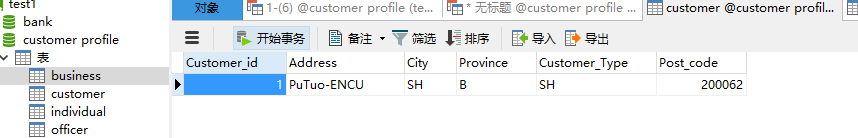 test1
bank
customer profile
表
business
customer
individual
officer
对象
1-(6) @customer profile (te...
* 无标题 @customer profile ...
customer @customer profil...
开始事务
备注
筛选
排序
导入
导出
Customer_id Address City Province Customer_Type Post_code
1 PuTuo-ENCU SH B SH 200062